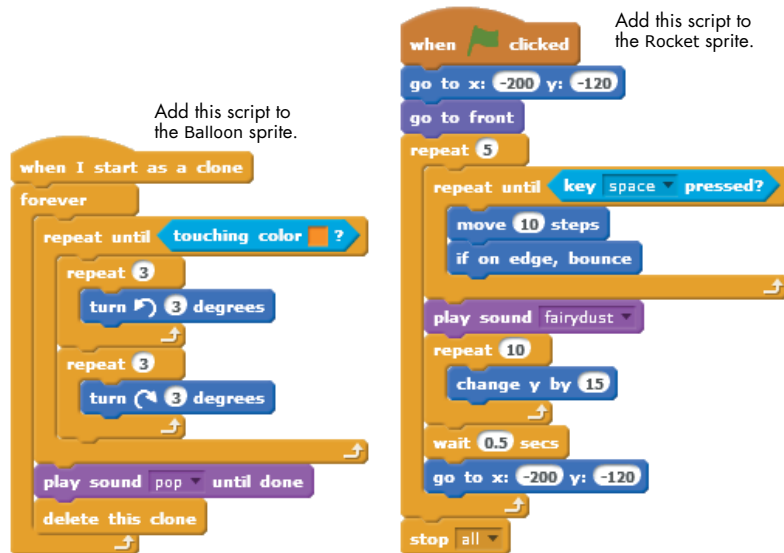 Add this script to
the Balloon sprite.
when I start as a clone
forever
repeat until touching color ?
repeat 3
turn 3 degrees
repeat 3
turn 3 degrees
play sound pop until done
delete this clone
Add this script to
the Rocket sprite.
when clicked
go to x: -200 y: -120
go to front
repeat 5
repeat until key space pressed?
move 10 steps
if on edge, bounce
play sound fairydust
repeat 10
change y by 15
wait 0.5 secs
go to x: -200 y: -120
stop all